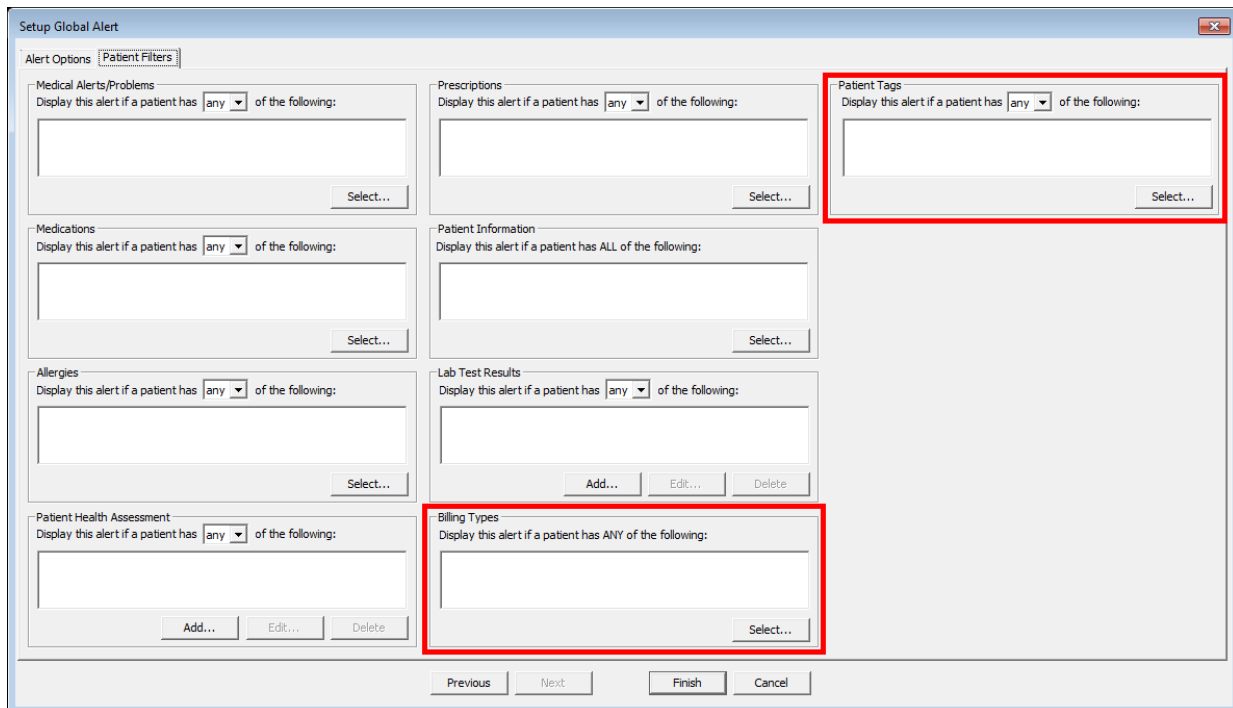 Setup Global Alert
Alert Options Patient Filters
Medical Alerts/Problems
Display this alert if a patient has any of the following:
Select...
Medications
Display this alert if a patient has any of the following:
Select...
Allergies
Display this alert if a patient has any of the following:
Select...
Patient Health Assessment
Display this alert if a patient has any of the following:
Add... Edit... Delete
Prescriptions
Display this alert if a patient has any of the following:
Select...
Patient Information
Display this alert if a patient has ALL of the following:
Select...
Lab Test Results
Display this alert if a patient has any of the following:
Add... Edit... Delete
Billing Types
Display this alert if a patient has ANY of the following:
Select...
Patient Tags
Display this alert if a patient has any of the following:
Select...
Previous Next Finish Cancel